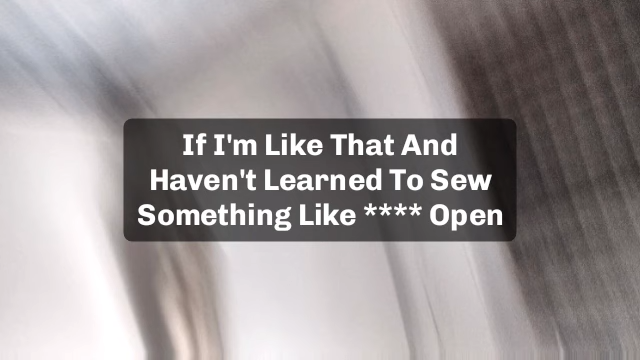 If I'm Like That And
Haven't Learned To Sew
Something Like **** Open